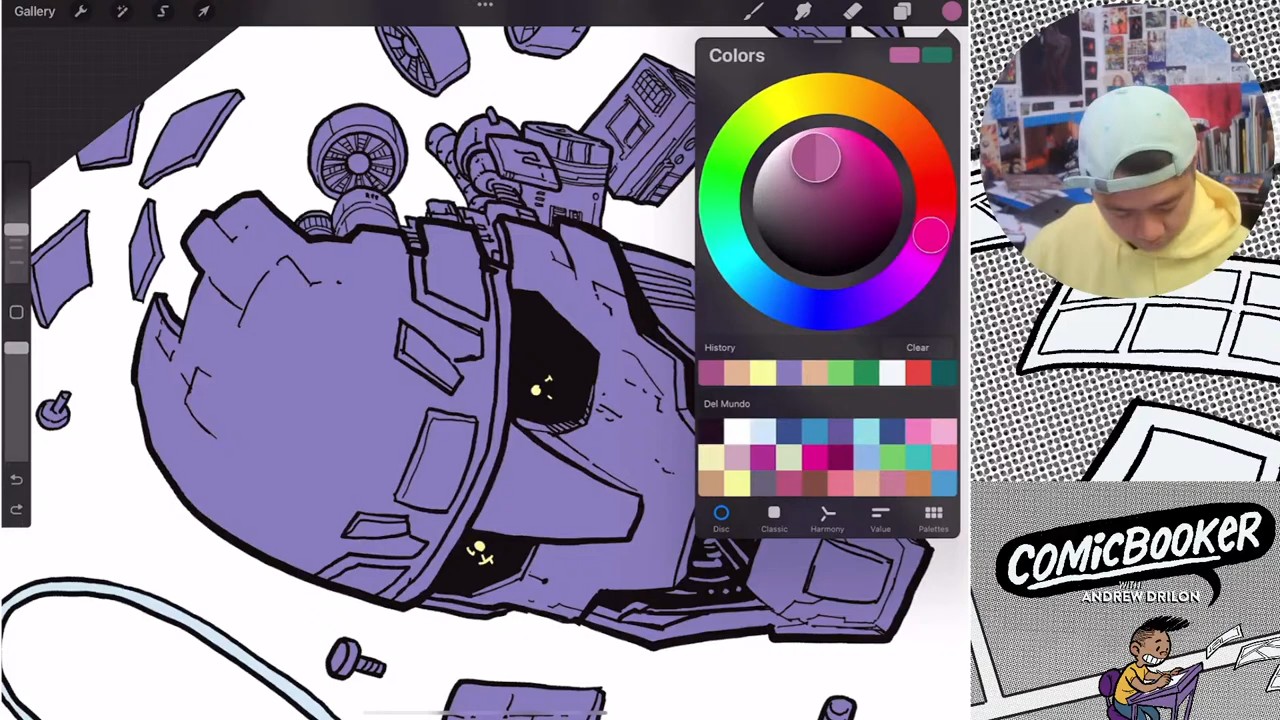 Gallery
Colors
History
Clear
Del Mundo
Disc
Classic
Harmony
Value
Palettes
COMiCBOOKER
WITH
ANDREW DRILON